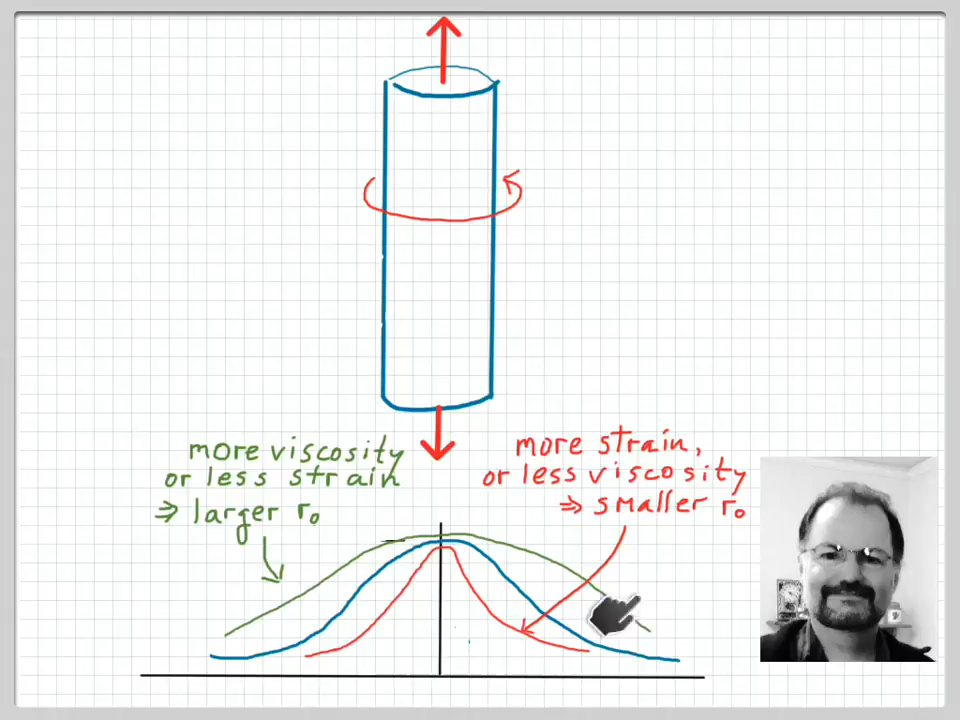 more viscosity
or less strain
⇒ larger r₀
more strain,
or less viscosity
⇒ smaller r₀